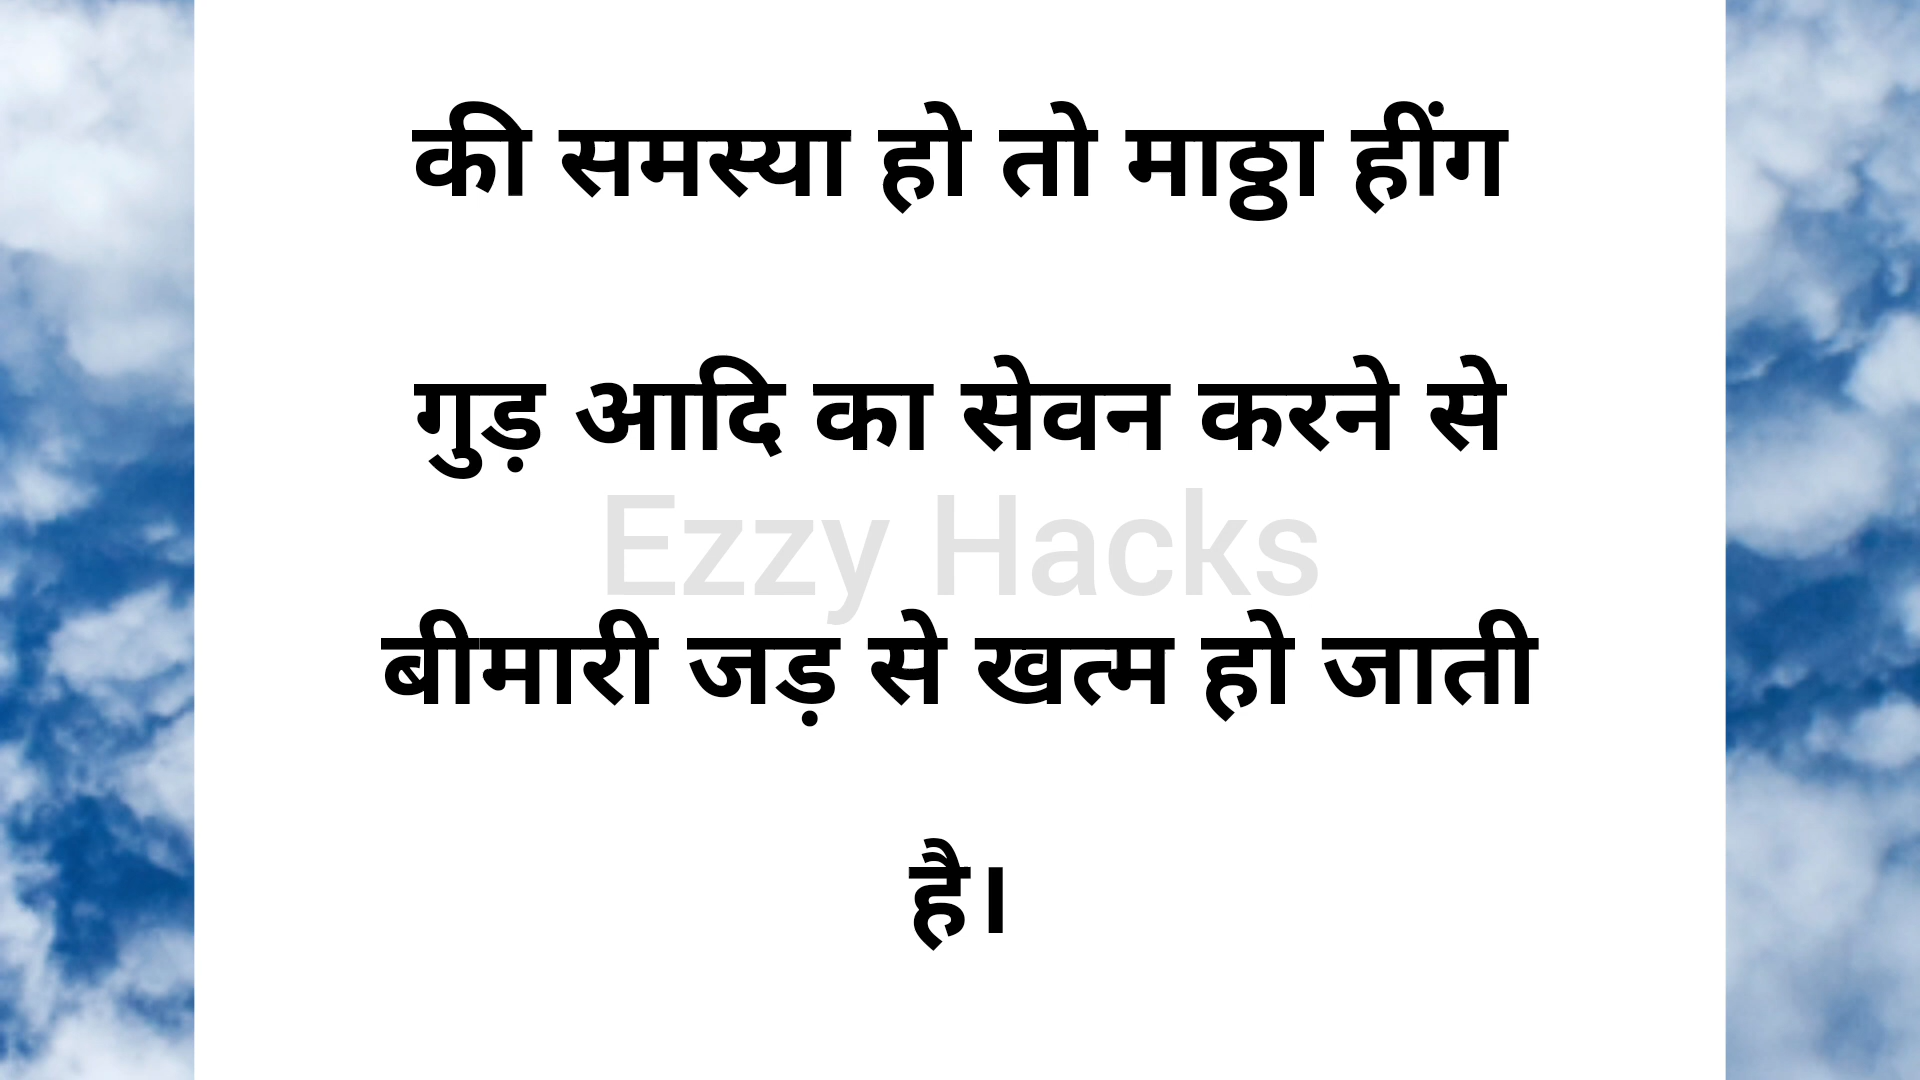 की समस्या हो तो माठ्ठा हींग
गुड़ आदि का सेवन करने से
Ezzy Hacks
बीमारी जड़ से खत्म हो जाती
है।